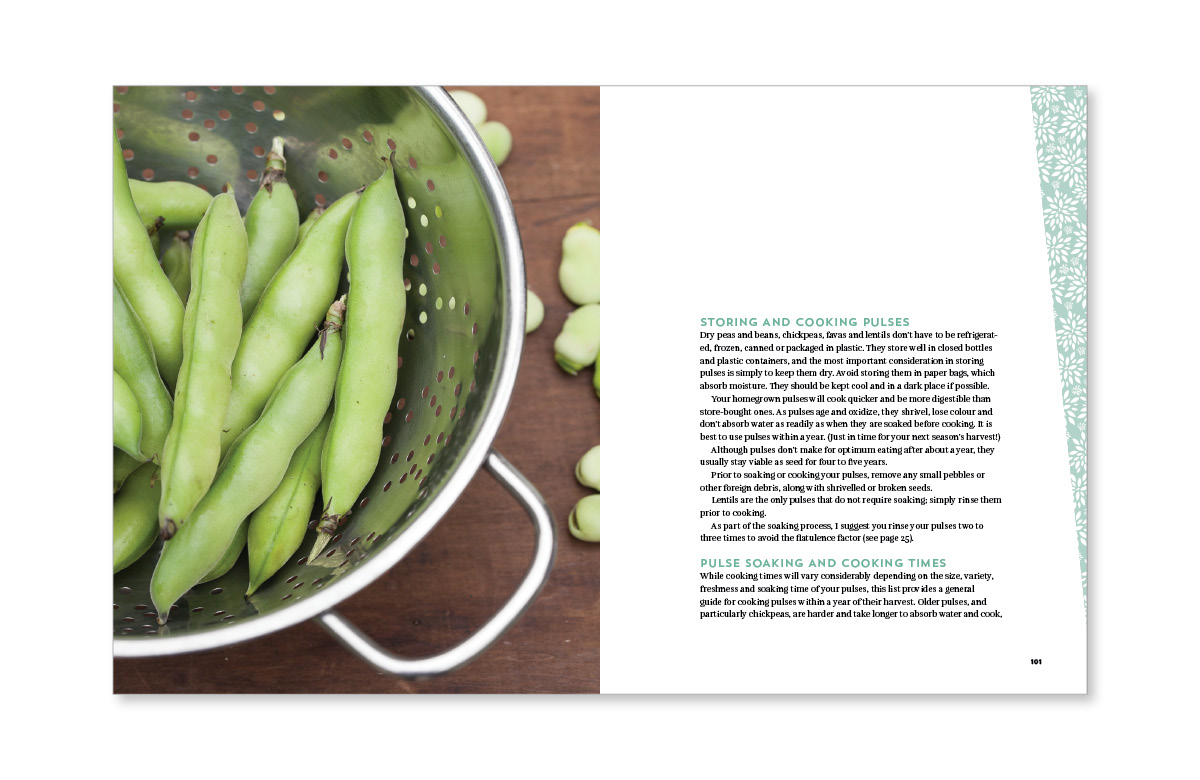 STORING AND COOKING PULSES
Dry peas and beans, chickpeas, favas and lentils don't have to be refrigerat-
ed, frozen, canned or packaged in plastic. They store well in closed bottles
and plastic containers, and the most important consideration in storing
pulses is simply to keep them dry. Avoid storing them in paper bags, which
absorb moisture. They should be kept cool and in a dark place if possible.
Your homegrown pulses will cook quicker and be more digestible than
store-bought ones. As pulses age and oxidize, they shrivel, lose colour and
don't absorb water as readily as when they are soaked before cooking. It is
best to use pulses within a year. (Just in time for your next season's harvest!)
Although pulses don't make for optimum eating after about a year, they
usually stay viable as seed for four to five years.
Prior to soaking or cooking your pulses, remove any small pebbles or
other foreign debris, along with shrivelled or broken seeds.
Lentils are the only pulses that do not require soaking; simply rinse them
prior to cooking.
As part of the soaking process, I suggest you rinse your pulses two to
three times to avoid the flatulence factor (see page 25).
PULSE SOAKING AND COOKING TIMES
While cooking times will vary considerably depending on the size, variety,
freshness and soaking time of your pulses, this list provides a general
guide for cooking pulses within a year of their harvest. Older pulses, and
particularly chickpeas, are harder and take longer to absorb water and cook,
101